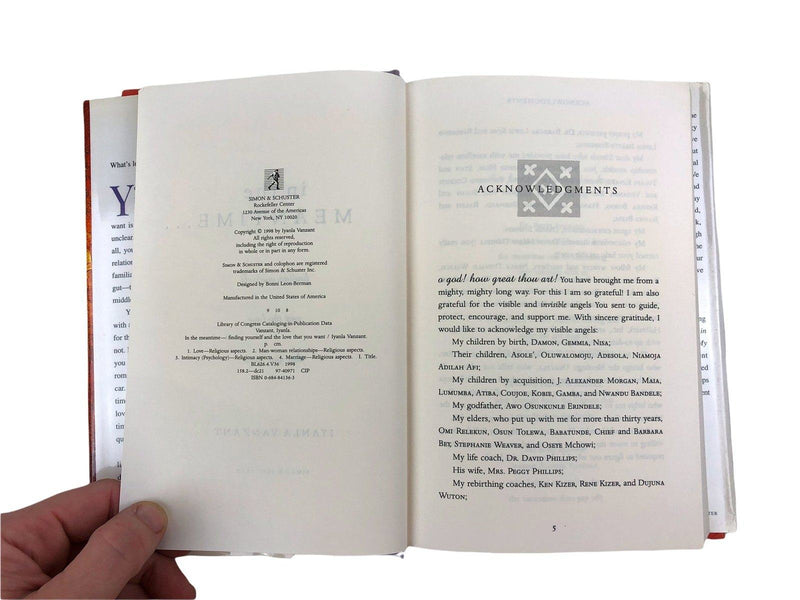 What's
Y
want is
unclear
all, you
relation
familia
gut—t
middle
SIMON & SCHUSTER
Rockefeller Center
1230 Avenue of the Americas
New York, NY 10020
Copyright © 1998 by Iyanla Vanzant
All rights reserved,
including the right of reproduction
in whole or in part in any form.
SIMON & SCHUSTER and colophon are registered
trademarks of Simon & Schuster Inc.
Designed by Bonni Leon-Berman
Manufactured in the United States of America
9 10 8
Library of Congress Cataloging-in-Publication Data
Vanzant, Iyanla.
In the meantime— finding yourself and the love that you want / Iyanla Vanzant.
p. cm.
1. Love—Religious aspects. 2. Man-woman relationships—Religious aspects.
3. Intimacy (Psychology)—Religious aspects. 4. Marriage—Religious aspects. I. Title.
BL626.4.V36 1998
158.2—dc21 97-40971 CIP
ISBN 0-684-84136-3
ACKNOWLEDGMENTS
o god! how great thou art! You have brought me from a
mighty, mighty long way. For this I am so grateful! I am also
grateful for the visible and invisible angels You sent to guide,
protect, encourage, and support me. With sincere gratitude, I
would like to acknowledge my visible angels:
My children by birth, DAMON, GEMMIA, NISA;
Their children, ASOLE', OLUWALOMOJU, ADESOLA, NIAMOJA
ADILAH AFI;
My children by acquisition, J. ALEXANDER MORGAN, MAIA,
LUMUMBA, ATIBA, COUJOE, KOBIE, GAMBA, and NWANDU BANDELE;
My godfather, AWO OSUNKUNLE ERINDELE;
My elders, who put up with me for more than thirty years,
OMI RELEKUN, OSUN TOLEWA, BABATUNDE, CHIEF and BARBARA
BEY, STEPHANIE WEAVER, and OSEYE MCHOWI;
My life coach, DR. DAVID PHILLIPS;
His wife, MRS. PEGGY PHILLIPS;
My rebirthing coaches, KEN KIZER, RENE KIZER, and DUJUNA
WUTON;
5